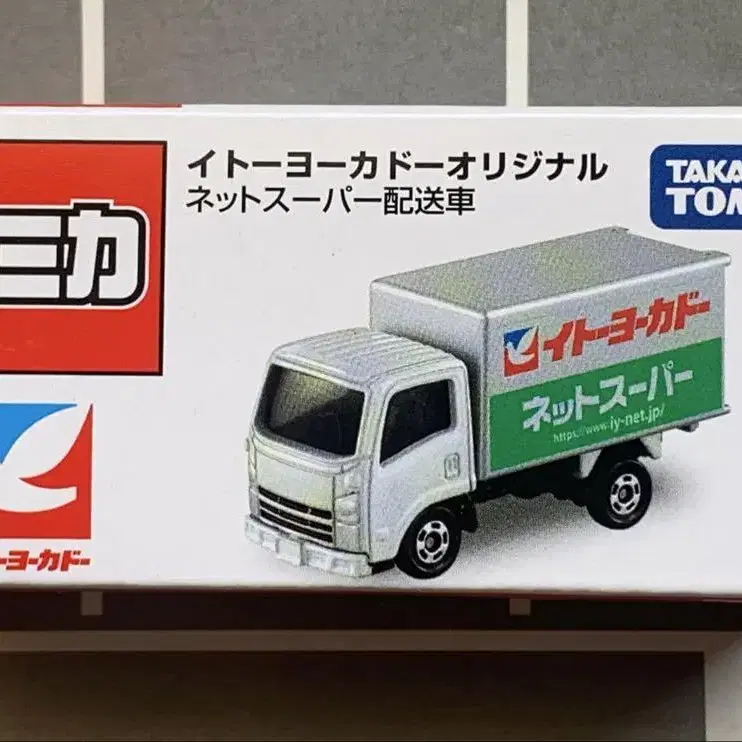 イトーヨーカドーオリジナル
ネットスーパー配送車
TAKA
TOM
ニカ
イトーヨーカドー
ネットスーパー
https://www.iy-net.jp/
ーヨーカドー